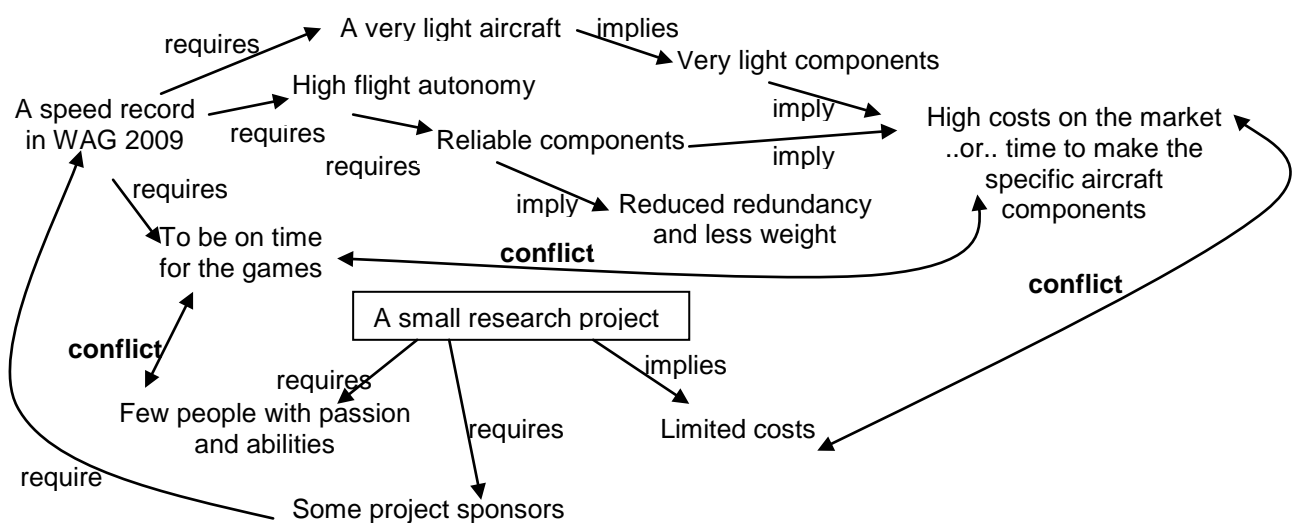 A very light aircraft
requires
implies
Very light components
High flight autonomy
A speed record
in WAG 2009
requires
imply
High costs on the market
..or.. time to make the
specific aircraft
components
Reliable components
requires
imply
requires
imply
Reduced redundancy
and less weight
To be on time
for the games
conflict
conflict
A small research project
conflict
requires
implies
Few people with passion
and abilities
requires
Limited costs
require
Some project sponsors